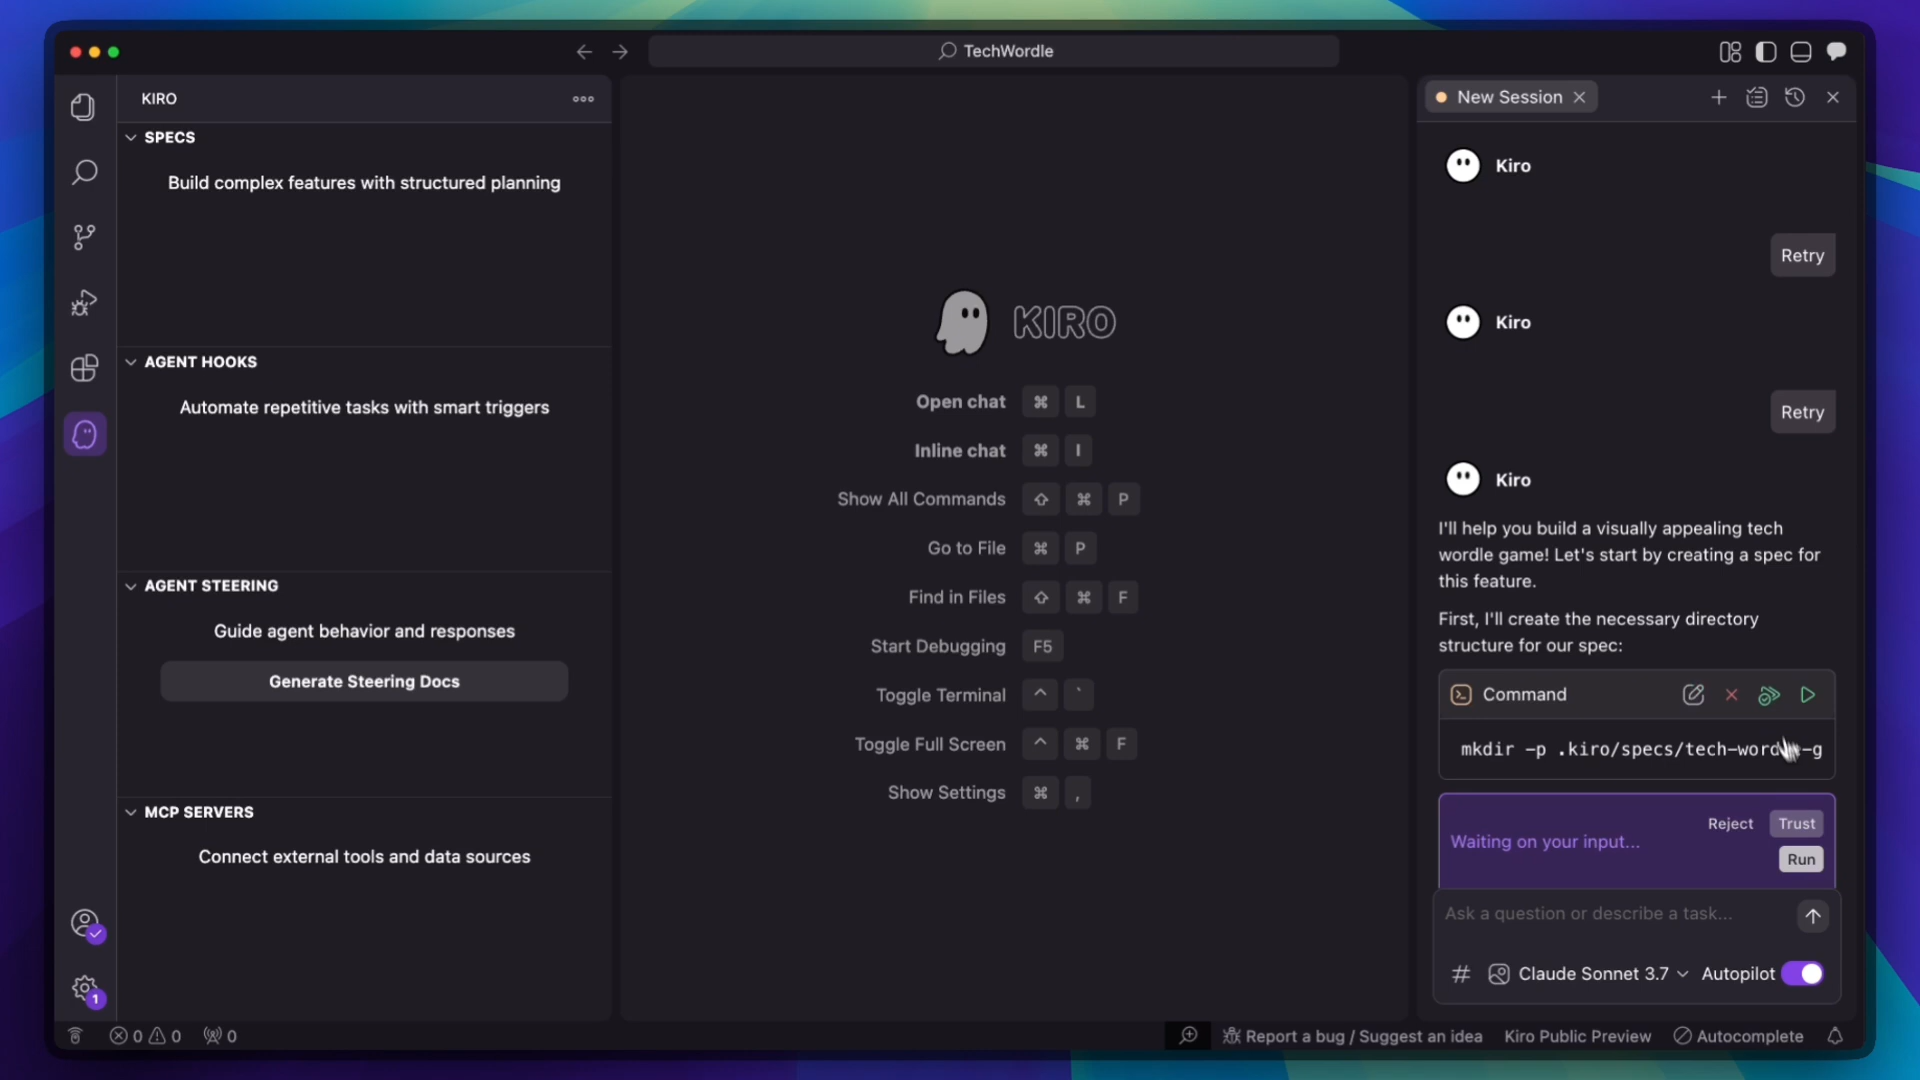 TechWordle
KIRO
SPECS
Build complex features with structured planning
AGENT HOOKS
Automate repetitive tasks with smart triggers
AGENT STEERING
Guide agent behavior and responses
Generate Steering Docs
MCP SERVERS
Connect external tools and data sources
1
KIRO
Open chat ⌘ L
Inline chat ⌘ I
Show All Commands ⇧ ⌘ P
Go to File ⌘ P
Find in Files ⇧ ⌘ F
Start Debugging F5
Toggle Terminal ^ `
Toggle Full Screen ^ ⌘ F
Show Settings ⌘ ,
New Session
Kiro
Retry
Kiro
Retry
Kiro
I'll help you build a visually appealing tech
wordle game! Let's start by creating a spec for
this feature.
First, I'll create the necessary directory
structure for our spec:
Command
mkdir -p .kiro/specs/
Waiting on your input...
Reject Trust
Run
Ask a question or describe a task...
# Claude Sonnet 3.7 Autopilot
0 0 0
Report a bug / Suggest an idea Kiro Public Preview Autocomplete